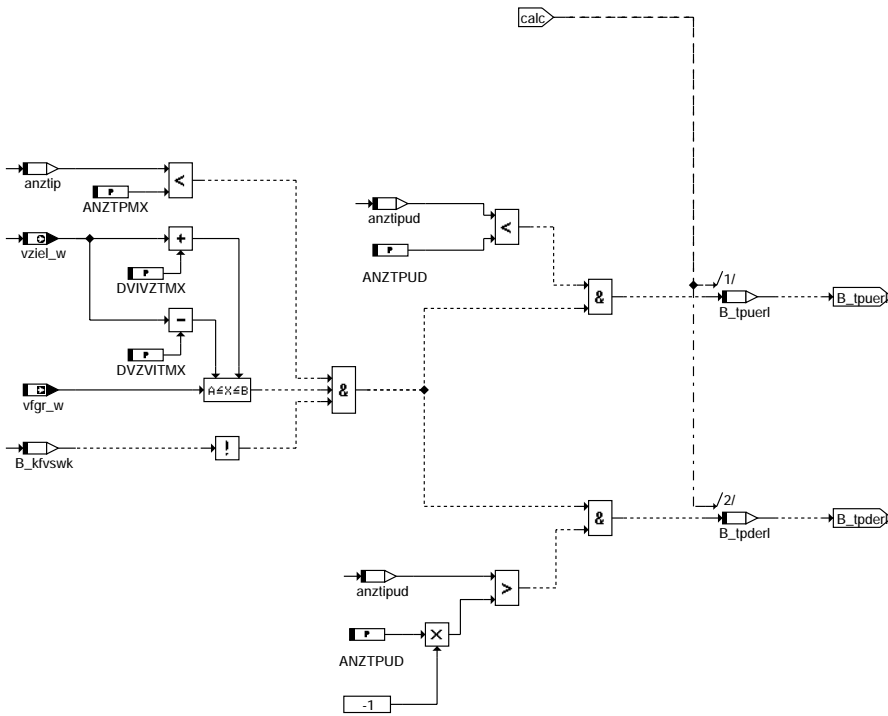 calc
anztip
<
P
ANZTPMX
anztipud
<
P
ANZTPUD
vziel_w
+
P
DVIVZTMX
-
P
DVZVITMX
&
/1/
B_tpuerl
B_tpuerl
vfgr_w
A≤X≤B
&
B_kfvswk
!
&
/2/
B_tpderl
B_tpderl
anztipud
>
P
ANZTPUD
X
-1